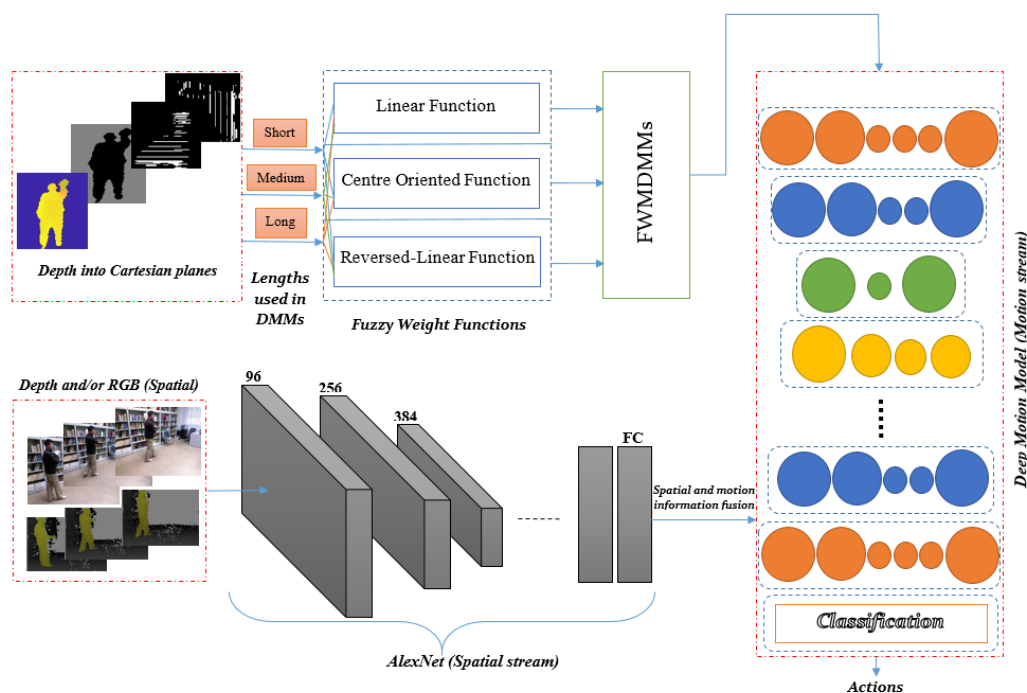 Short
Medium
Long
Depth into Cartesian planes
Lengths
used in
DMMs
Linear Function
Centre Oriented Function
Reversed-Linear Function
Fuzzy Weight Functions
FWMDMMs
Deep Motion Model (Motion stream)
Depth and/or RGB (Spatial)
96
256
384
FC
Spatial and motion
information fusion
AlexNet (Spatial stream)
Classification
Actions